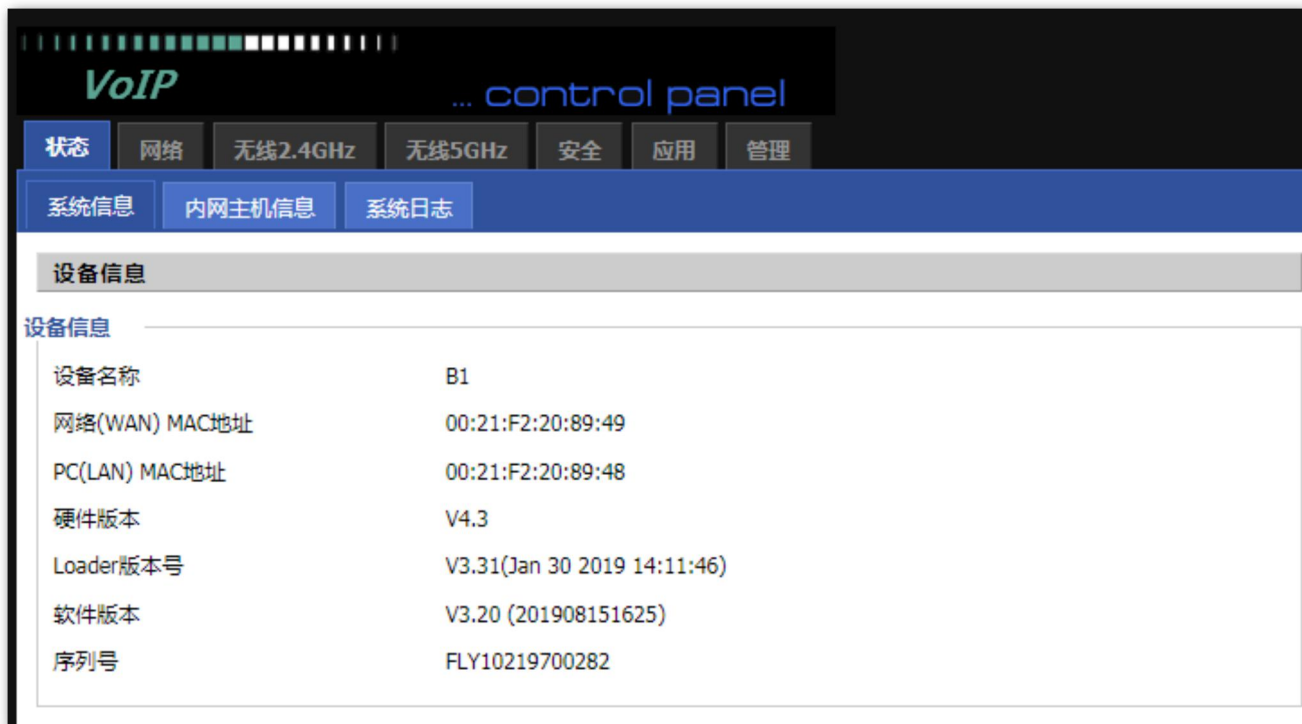 VoIP ... control panel
状态 网络 无线2.4GHz 无线5GHz 安全 应用 管理
系统信息 内网主机信息 系统日志
设备信息
设备信息
设备名称 B1
网络(WAN) MAC地址 00:21:F2:20:89:49
PC(LAN) MAC地址 00:21:F2:20:89:48
硬件版本 V4.3
Loader版本号 V3.31(Jan 30 2019 14:11:46)
软件版本 V3.20 (201908151625)
序列号 FLY10219700282